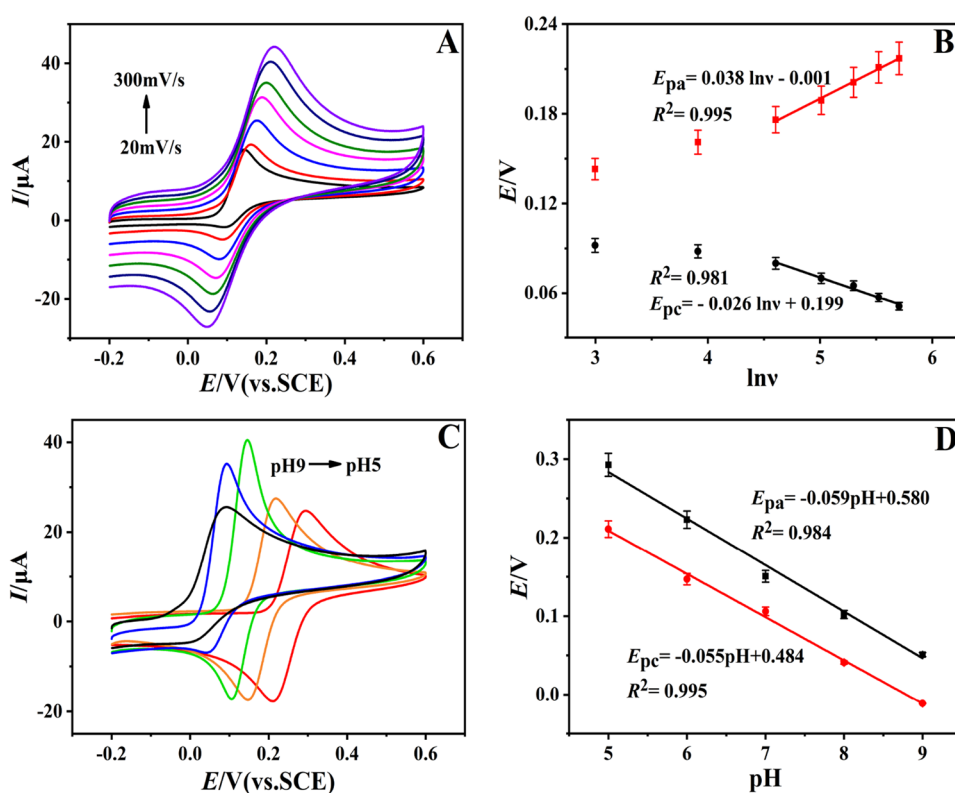 A
300mV/s
20mV/s
I/μA
40
20
0
-20
-0.2 0.0 0.2 0.4 0.6
E/V(vs.SCE)
B
Epa = 0.038 lnν - 0.001
R² = 0.995
R² = 0.981
Epc= - 0.026 lnν + 0.199
E/V
0.24
0.18
0.12
0.06
3 4 5 6
lnν
C
pH9 pH5
I/μA
40
20
0
-20
-0.2 0.0 0.2 0.4 0.6
E/V(vs.SCE)
D
Epa= -0.059pH+0.580
R²= 0.984
Epc= -0.055pH+0.484
R²= 0.995
E/V
0.3
0.2
0.1
0.0
5 6 7 8 9
pH